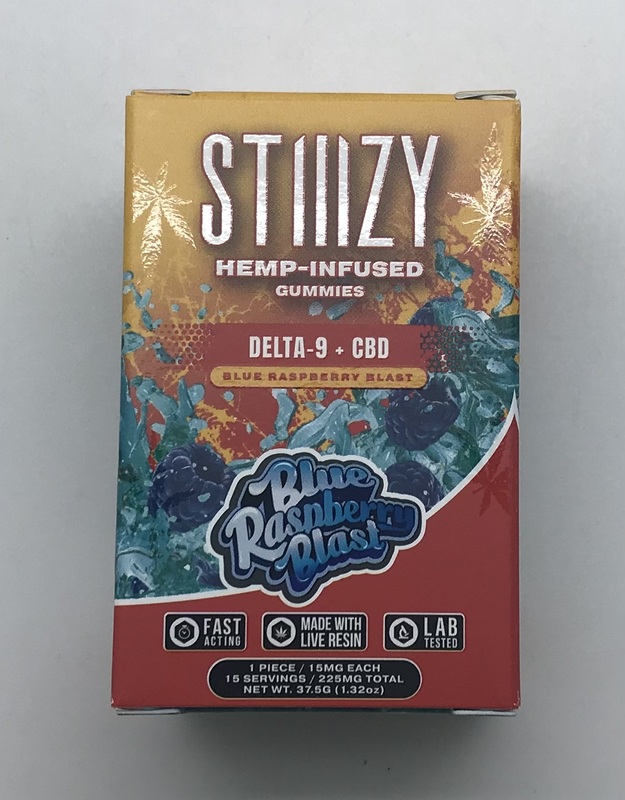 STIIIZY
HEMP-INFUSED
GUMMIES
DELTA-9 + CBD
BLUE RASPBERRY BLAST
Blue
Raspberry
Blast
FAST
ACTING
MADE WITH
LIVE RESIN
LAB
TESTED
1 PIECE / 15MG EACH
15 SERVINGS / 225MG TOTAL
NET WT. 37.5G (1.32oz)